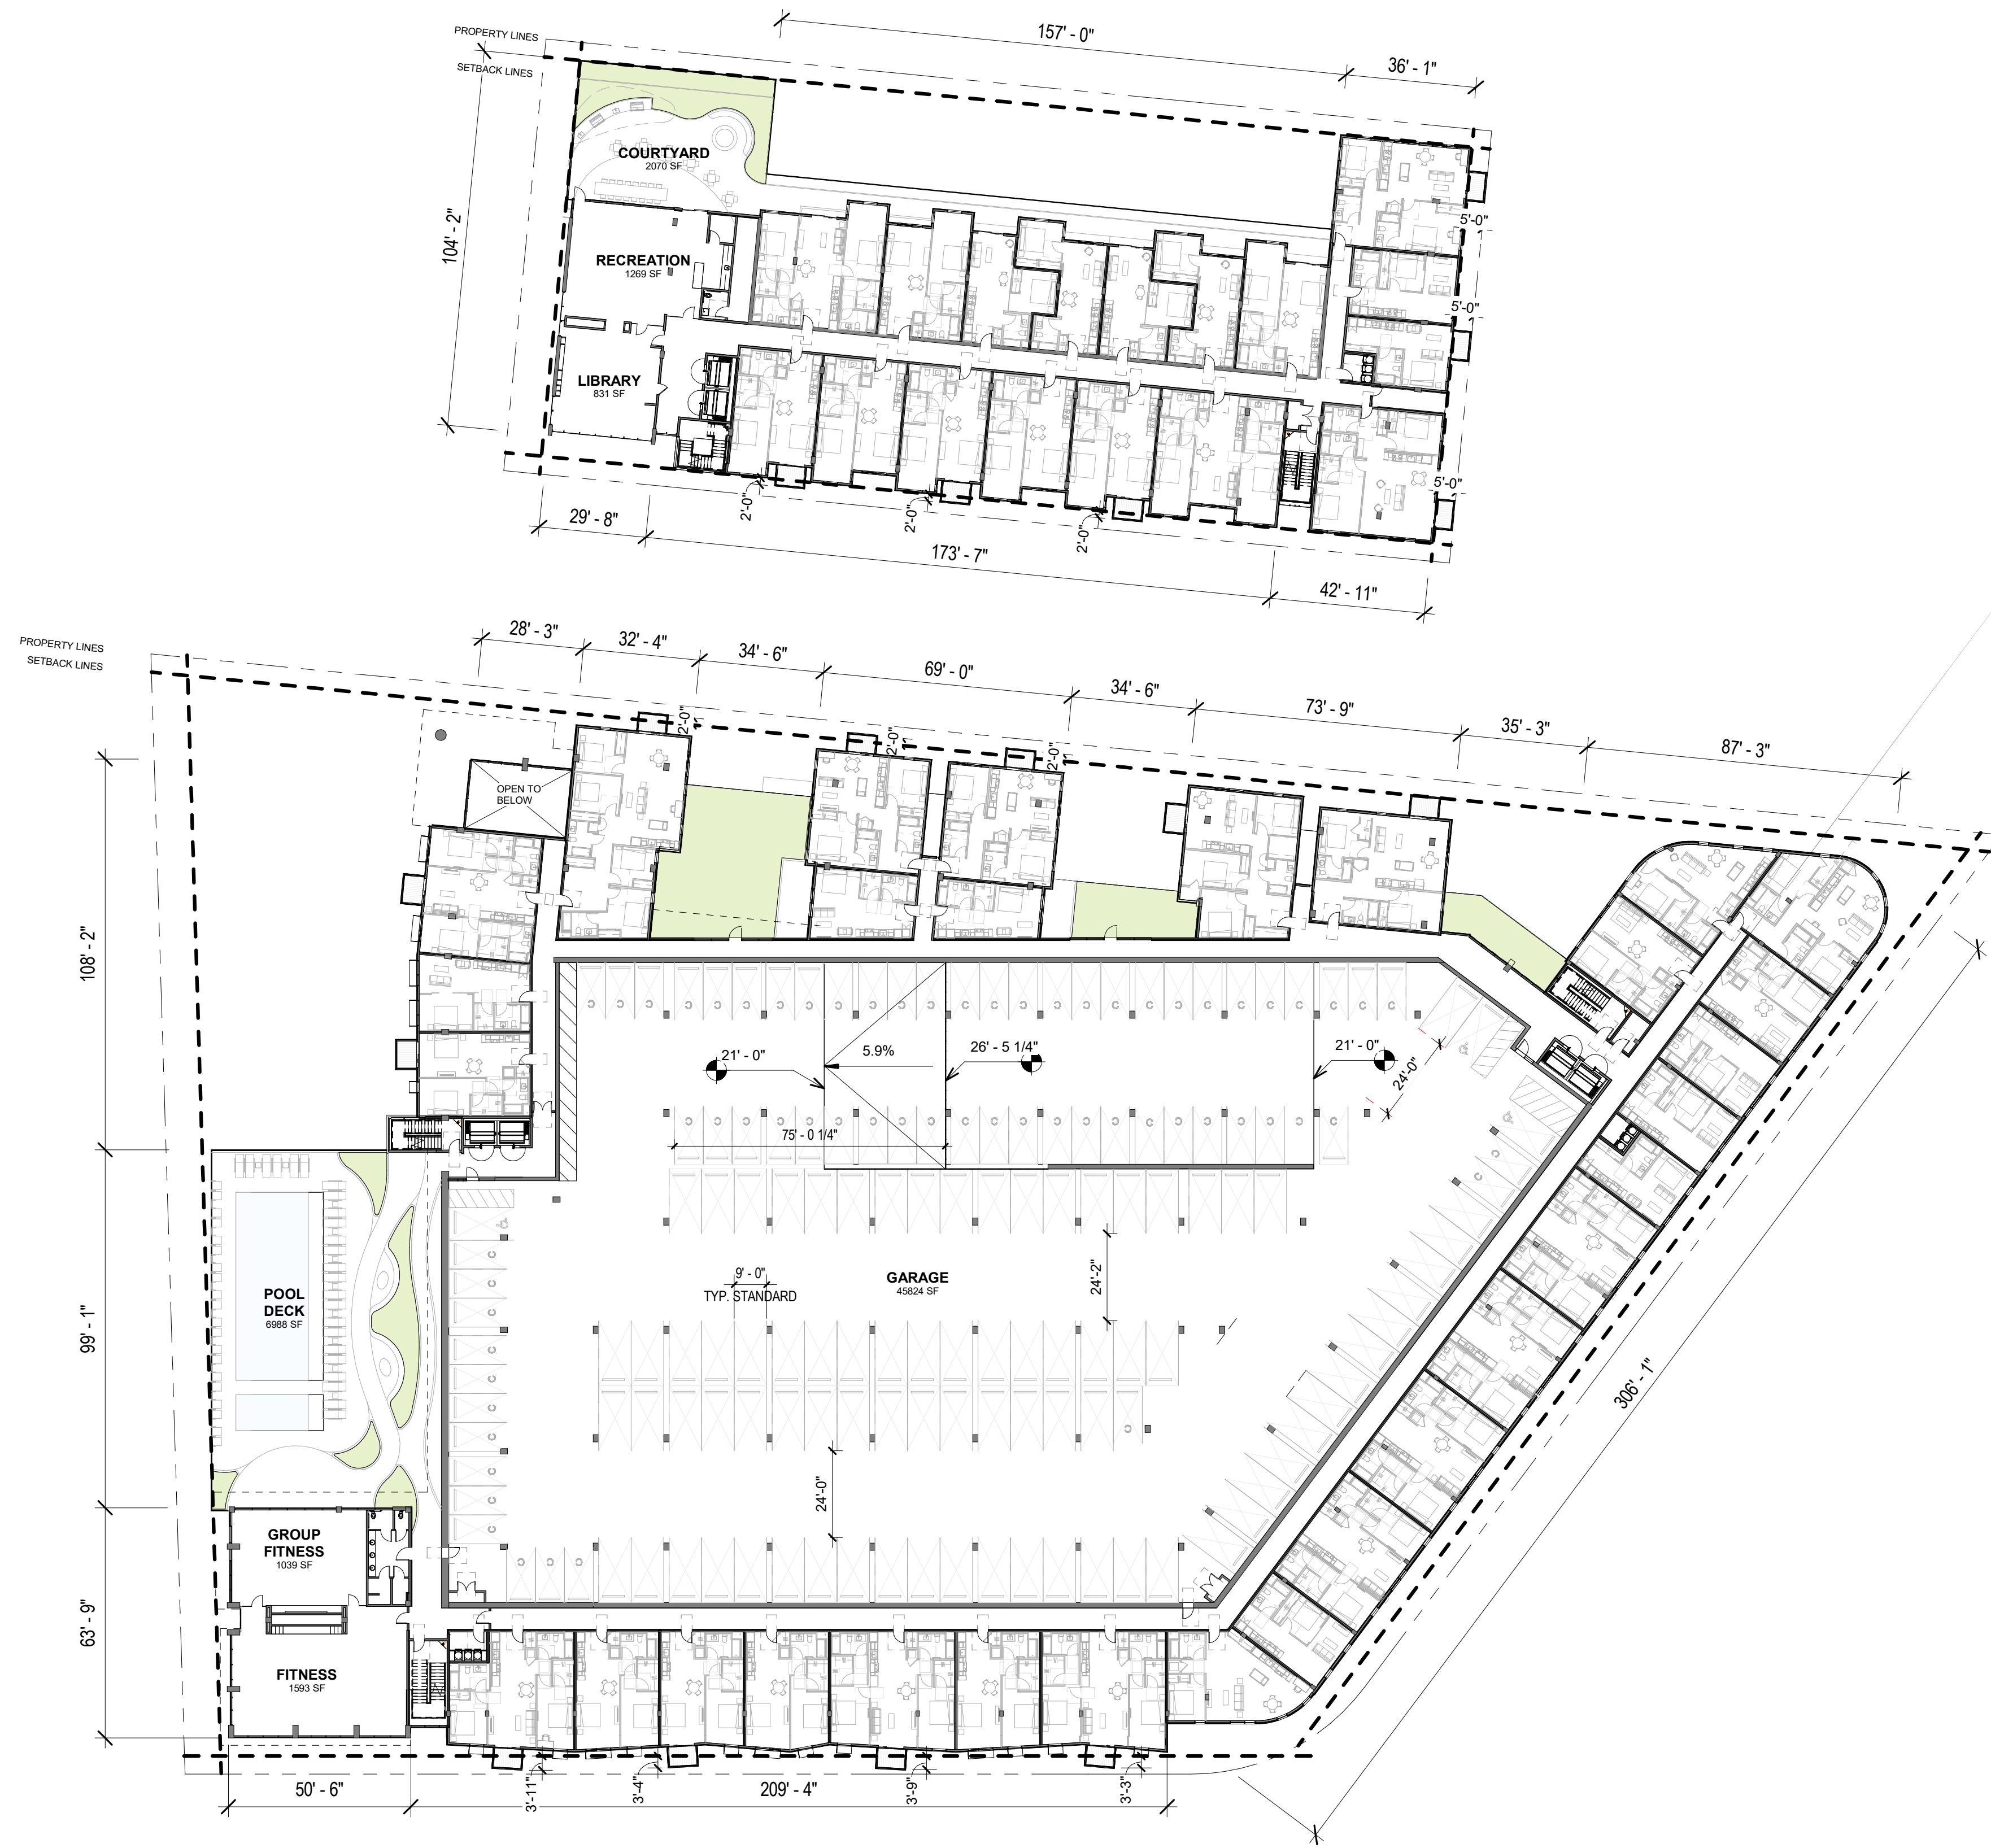 PROPERTY LINES
SETBACK LINES
157' - 0"
36' - 1"
104' - 2"
COURTYARD
2070 SF
RECREATION
1269 SF
LIBRARY
831 SF
5'-0"
5'-0"
5'-0"
2'-0"
2'-0"
2'-0"
29' - 8"
173' - 7"
42' - 11"
PROPERTY LINES
SETBACK LINES
28' - 3"
32' - 4"
34' - 6"
69' - 0"
34' - 6"
73' - 9"
35' - 3"
87' - 3"
2'-0"
2'-0"
2'-0"
OPEN TO
BELOW
108' - 2"
21' - 0"
5.9%
26' - 5 1/4"
21' - 0"
24'-0"
75' - 0 1/4"
POOL
DECK
6988 SF
9' - 0"
TYP. STANDARD
GARAGE
45824 SF
24'-2"
99' - 1"
306' - 1"
24'-0"
GROUP
FITNESS
1039 SF
63' - 9"
FITNESS
1593 SF
50' - 6"
3'-11"
3'-4"
209' - 4"
3'-9"
3'-3"